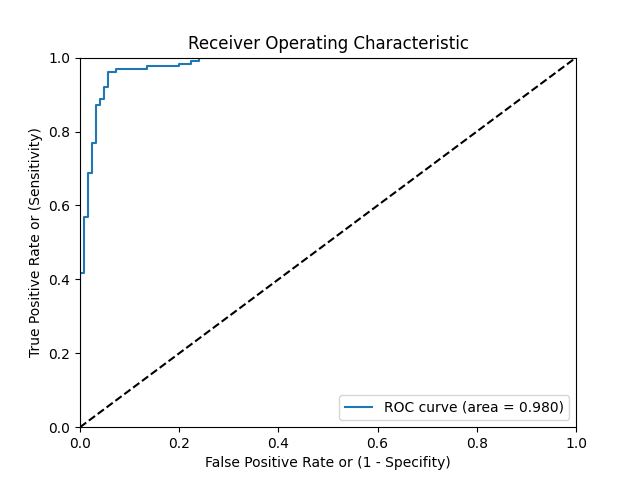 Receiver Operating Characteristic
1.0
0.8
0.6
0.4
0.2
0.0
True Positive Rate or (Sensitivity)
ROC curve (area = 0.980)
0.0 0.2 0.4 0.6 0.8 1.0
False Positive Rate or (1 - Specifity)